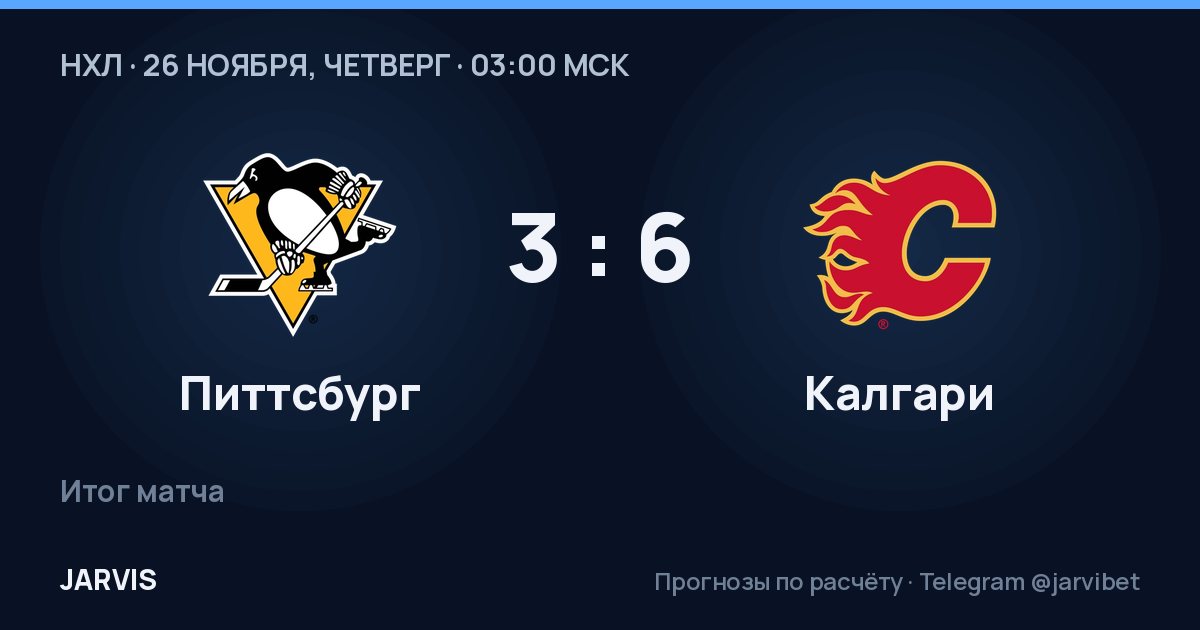 НХЛ · 26 НОЯБРЯ, ЧЕТВЕРГ · 03:00 МСК
3 : 6
Питтсбург
Калгари
Итог матча
JARVIS
Прогнозы по расчёту · Telegram @jarvibet